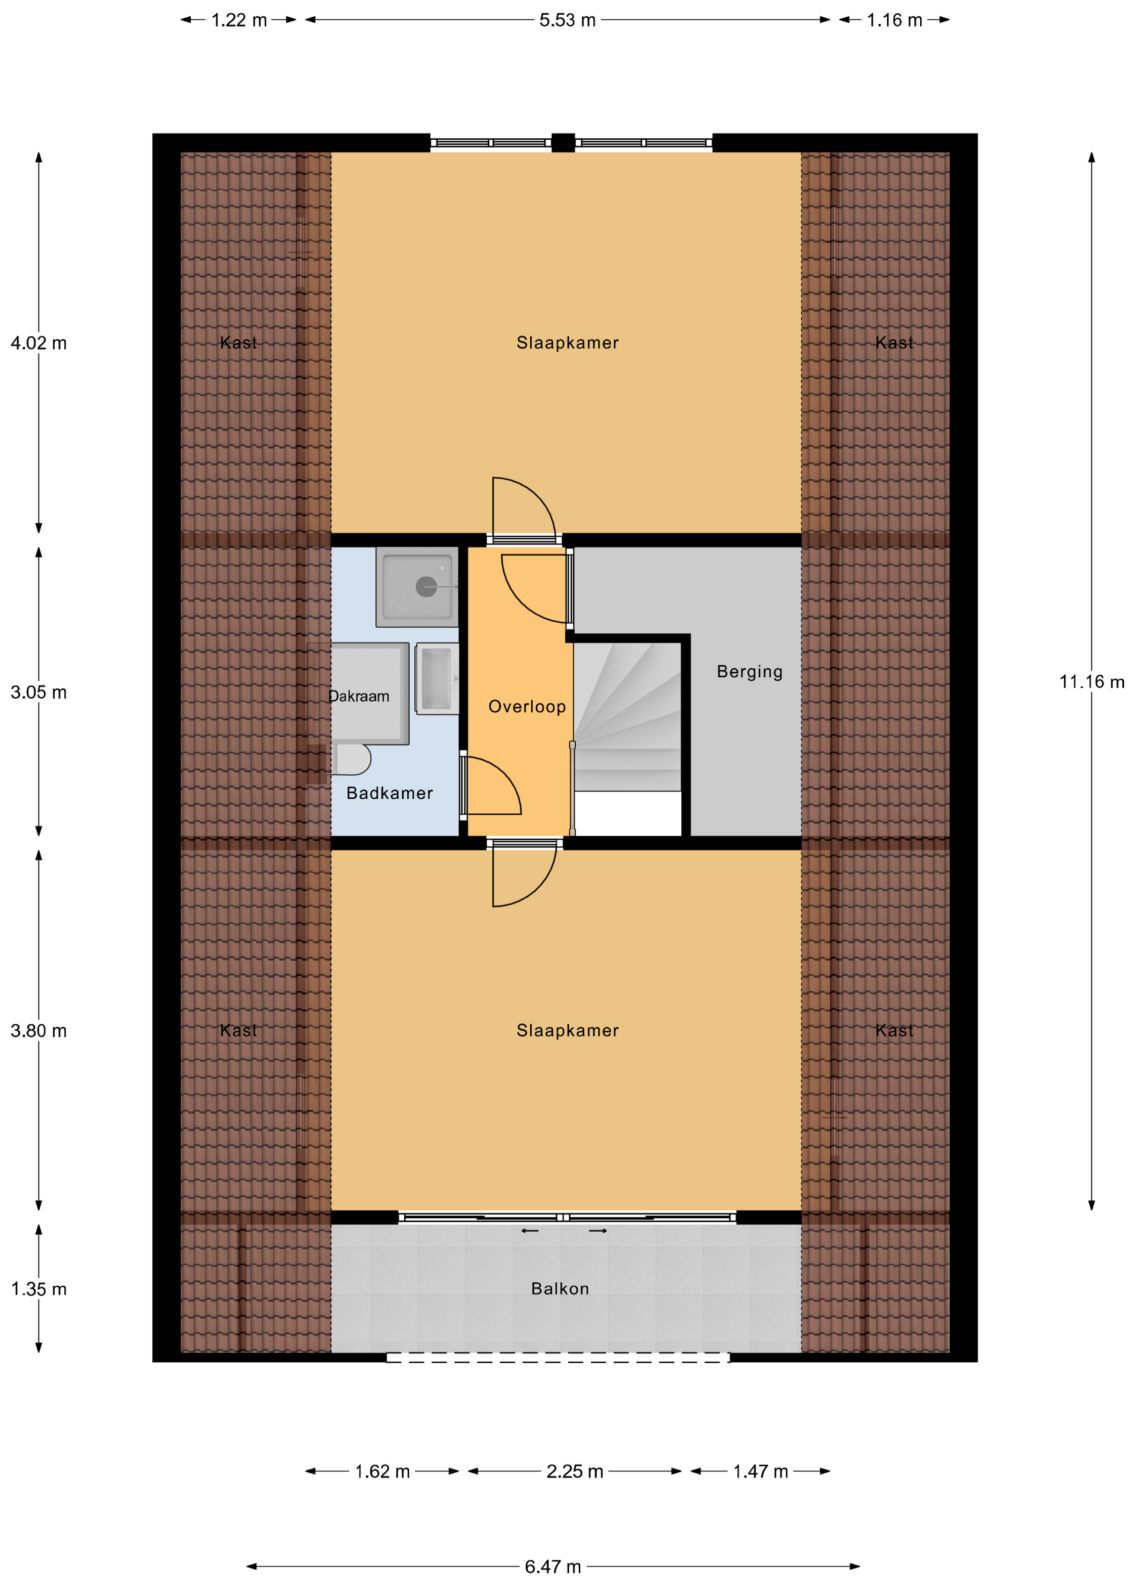 1.22 m
5.53 m
1.16 m
4.02 m
Kast
Slaapkamer
Kast
3.05 m
Dakraam
Overloop
Berging
11.16 m
Badkamer
3.80 m
Kast
Slaapkamer
Kast
1.35 m
Balkon
1.62 m
2.25 m
1.47 m
6.47 m